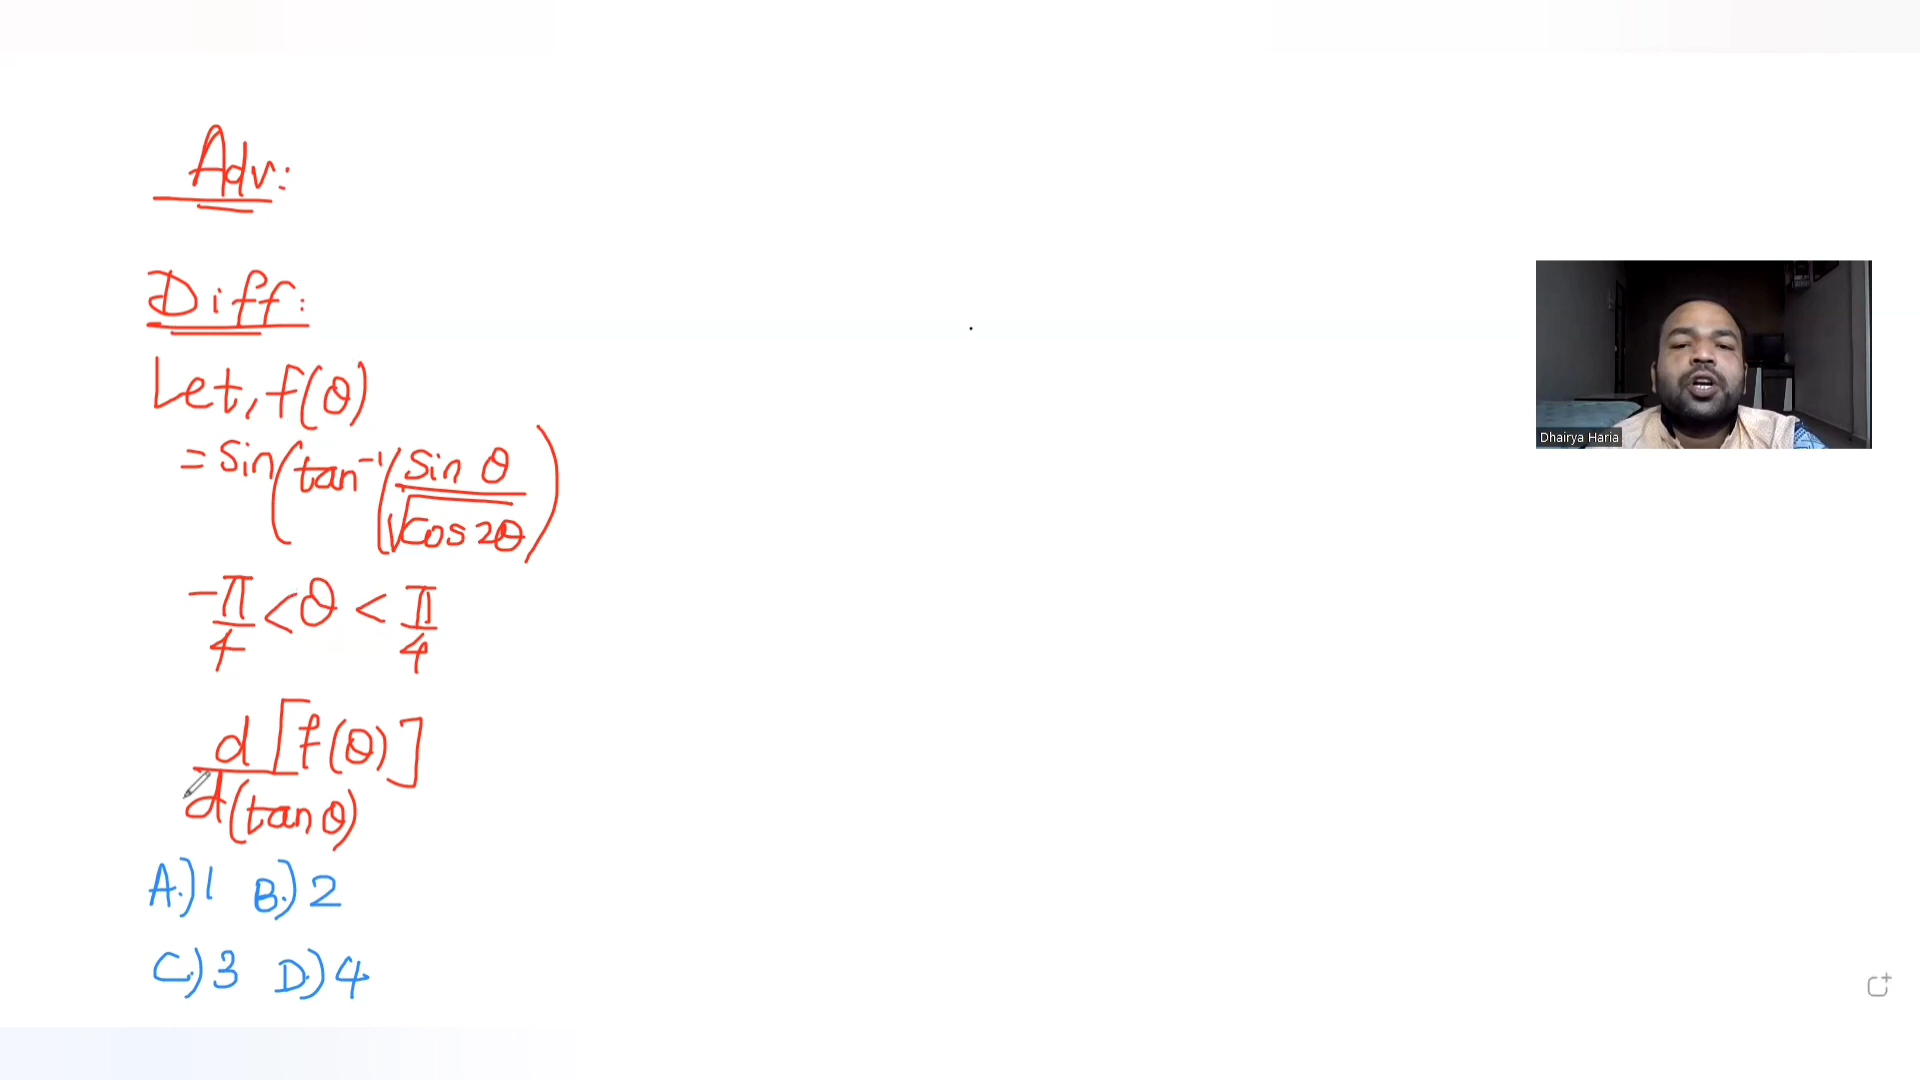 Adv:
Diff:
Let, f(θ)
= sin(tan⁻¹(sin θ/√cos 2θ)
-π/4 < θ < π/4
d [f(θ)]
d(tan θ)
A.) 1 B.) 2
C.) 3 D.) 4
Dhairya Haria